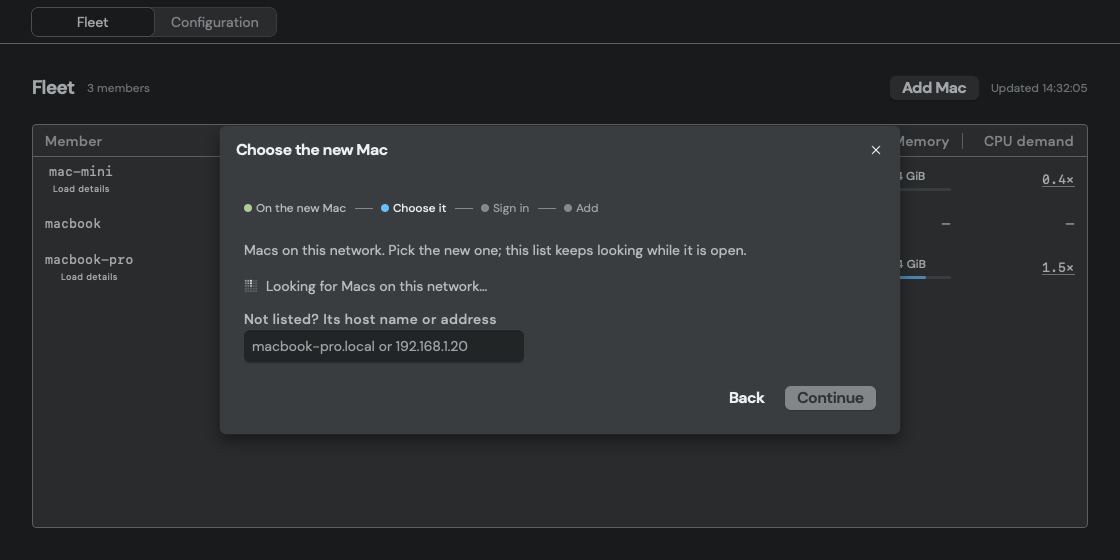 Fleet Configuration
Fleet 3 members Add Mac Updated 14:32:05
Member Memory CPU demand
Choose the new Mac ×
mac-mini GiB 0.4×
Load details
On the new Mac Choose it Sign in Add
macbook – –
Macs on this network. Pick the new one; this list keeps looking while it is open.
macbook-pro GiB 1.5×
Load details
Looking for Macs on this network...
Not listed? Its host name or address
macbook-pro.local or 192.168.1.20
Back Continue